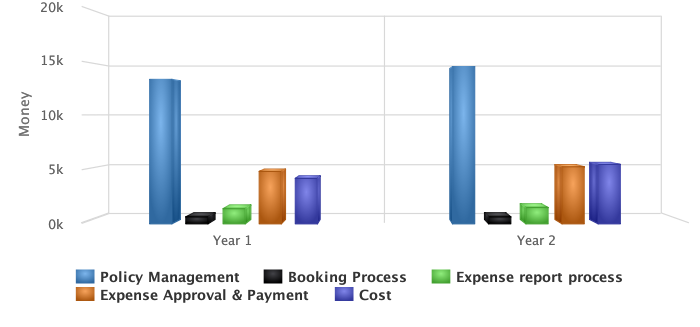 20k
15k
10k
5k
0k
Money
Year 1
Year 2
Policy Management
Booking Process
Expense report process
Expense Approval & Payment
Cost